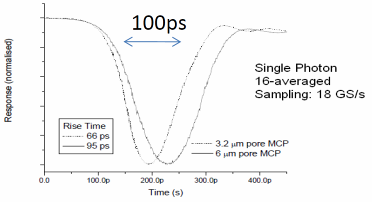 100ps
Response (normalised)
Single Photon
16-averaged
Sampling: 18 GS/s
Rise Time
66 ps
95 ps
3.2 µm pore MCP
6 µm pore MCP
0.0 100.0p 200.0p 300.0p 400.0p
Time (s)